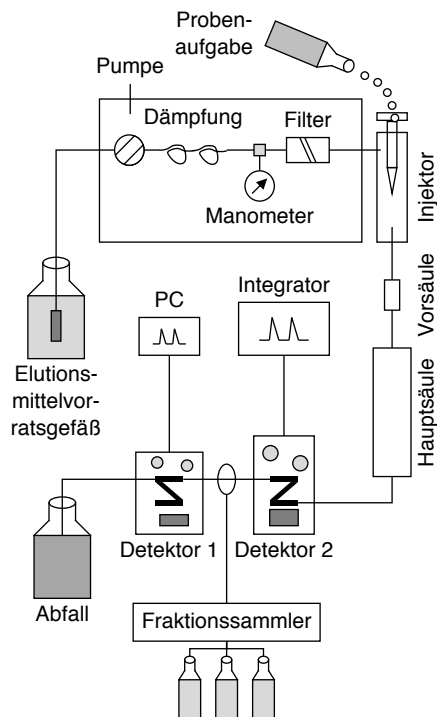 Proben-
aufgabe
Pumpe
Dämpfung
Filter
Manometer
Injektor
Vorsäule
Hauptsäule
PC
Integrator
Elutions-
mittelvor-
ratsgefäß
Detektor 1
Detektor 2
Abfall
Fraktionssammler